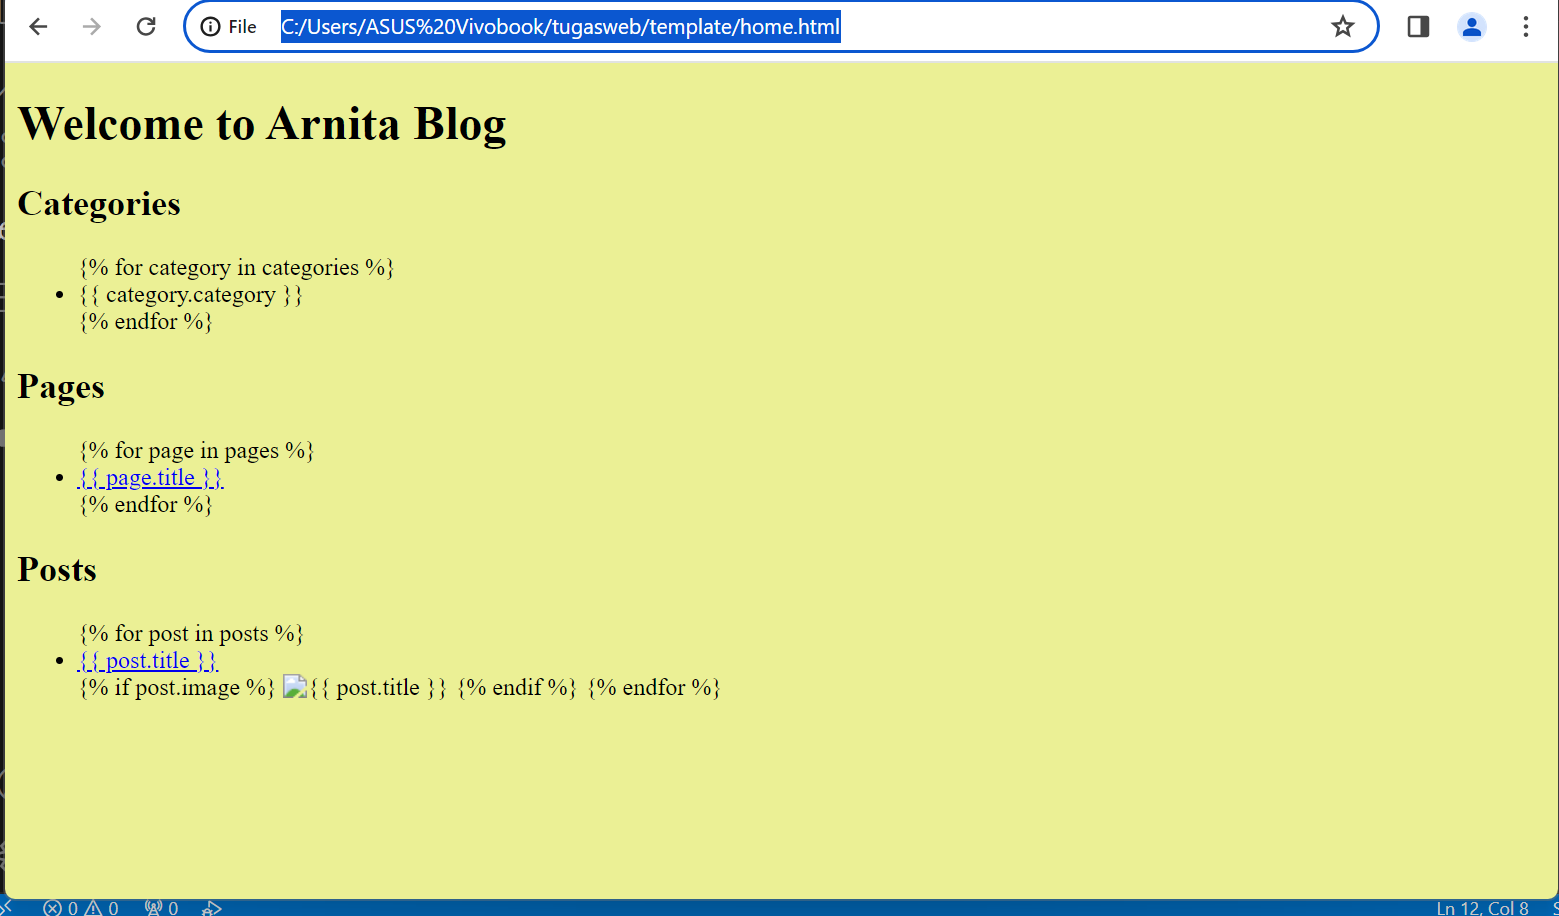 File C:/Users/ASUS%20Vivobook/tugasweb/template/home.html
Welcome to Arnita Blog
Categories
{% for category in categories %}
• {{ category.category }}
{% endfor %}
Pages
{% for page in pages %}
• {{ page.title }}
{% endfor %}
Posts
{% for post in posts %}
• {{ post.title }}
{% if post.image %} {{ post.title }} {% endif %} {% endfor %}
0 0 0 Ln 12, Col 8